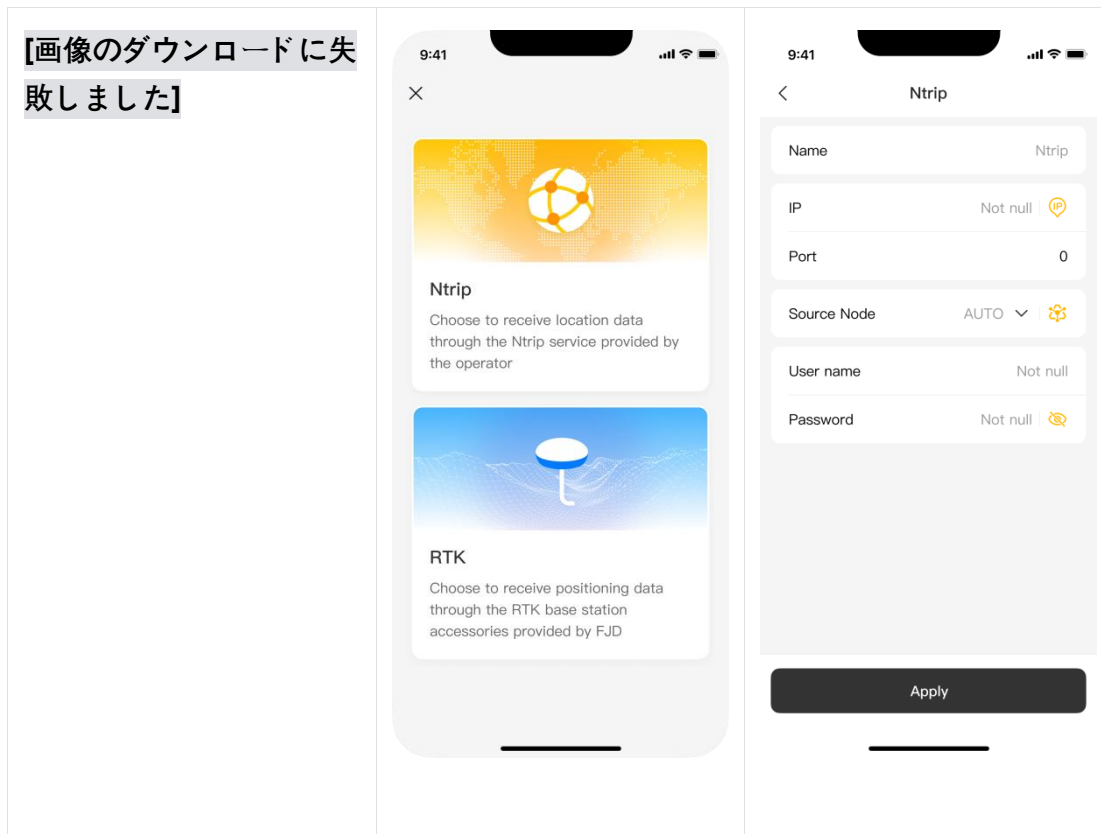 [画像のダウンロードに失
敗しました]
9:41
Ntrip
Choose to receive location data
through the Ntrip service provided by
the operator
RTK
Choose to receive positioning data
through the RTK base station
accessories provided by FJD
9:41
Ntrip
Name Ntrip
IP Not null IP
Port 0
Source Node AUTO
User name Not null
Password Not null
Apply